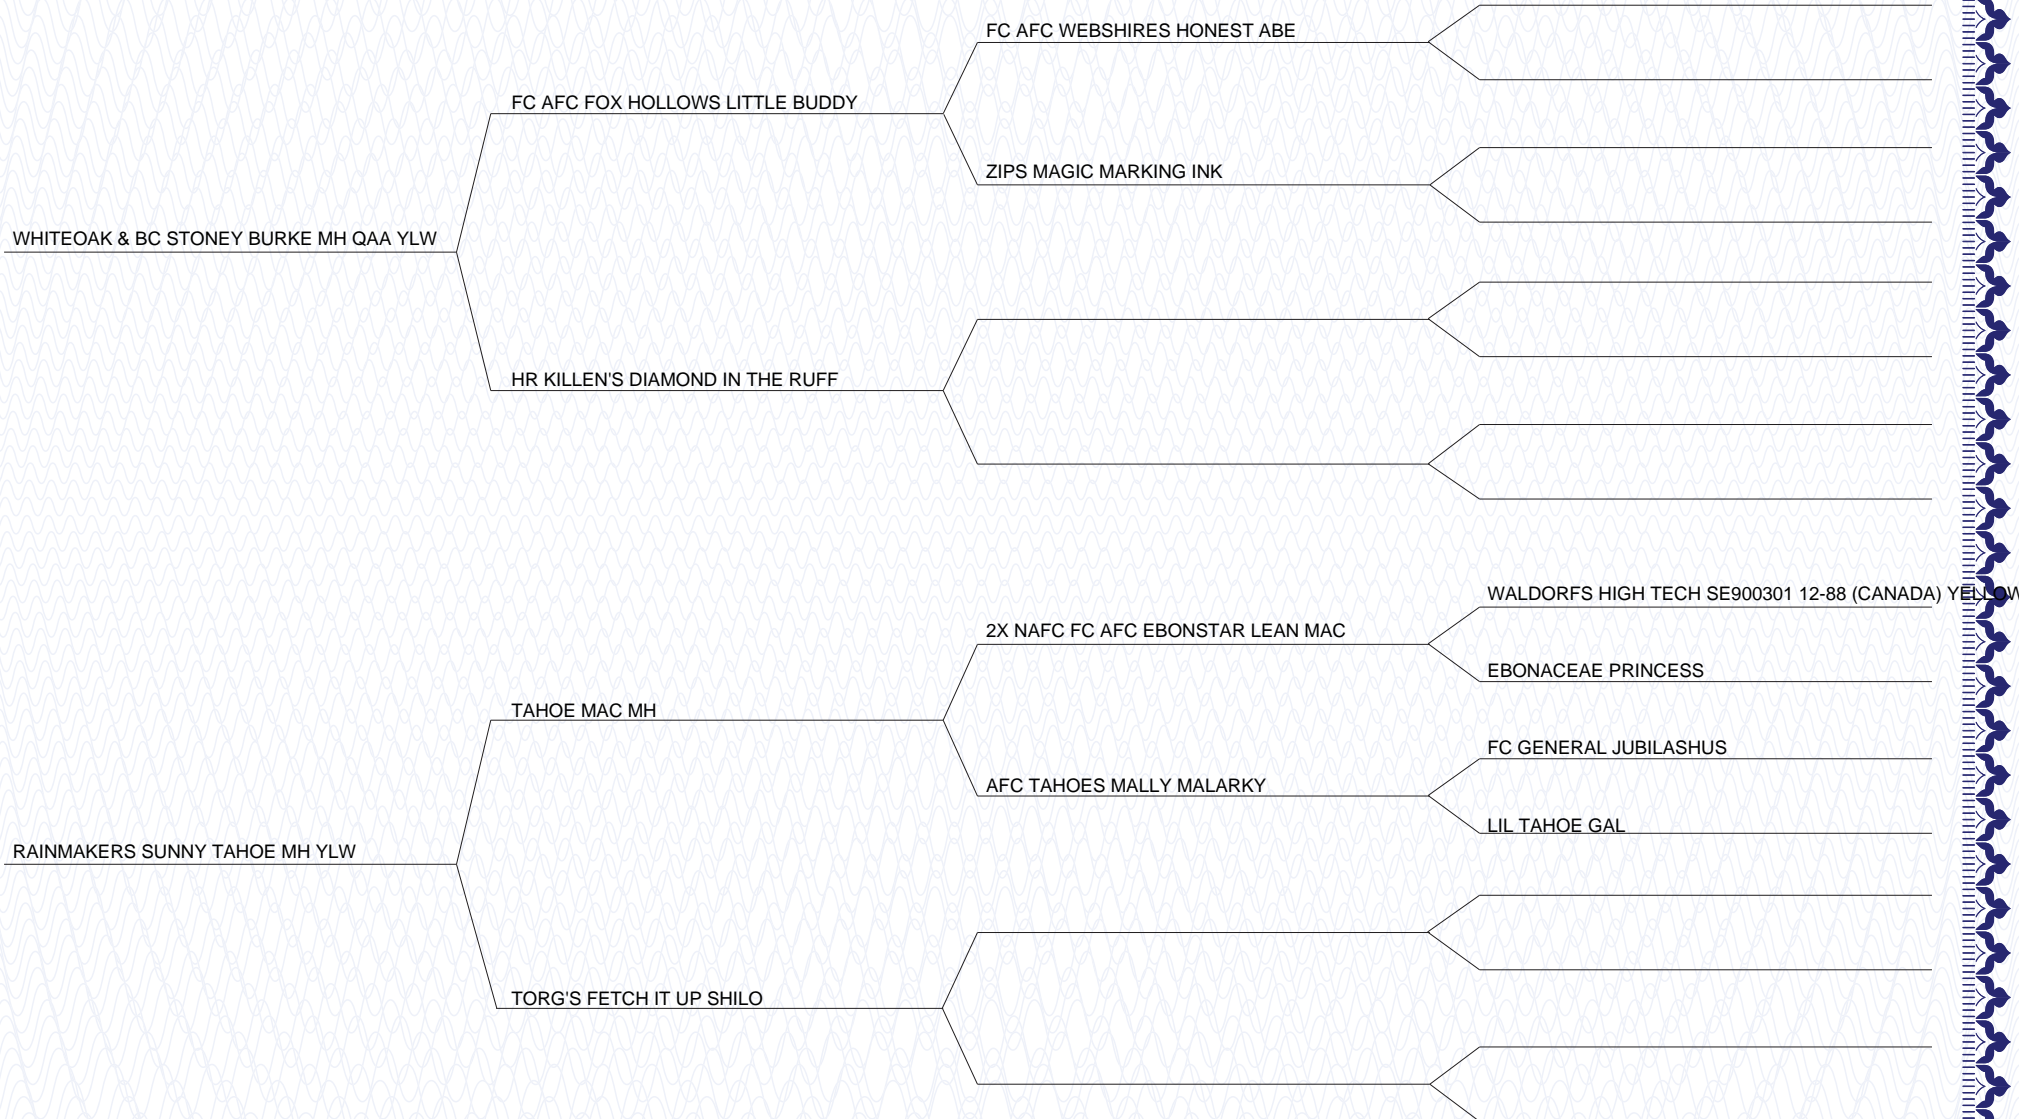 FC AFC WEBSHIRES HONEST ABE
FC AFC FOX HOLLOWS LITTLE BUDDY
ZIPS MAGIC MARKING INK
WHITEOAK & BC STONEY BURKE MH QAA YLW
HR KILLEN'S DIAMOND IN THE RUFF
WALDORFS HIGH TECH SE900301 12-88 (CANADA) YELLOW
2X NAFC FC AFC EBONSTAR LEAN MAC
EBONACEAE PRINCESS
TAHOE MAC MH
FC GENERAL JUBILASHUS
AFC TAHOES MALLY MALARKY
LIL TAHOE GAL
RAINMAKERS SUNNY TAHOE MH YLW
TORG'S FETCH IT UP SHILO